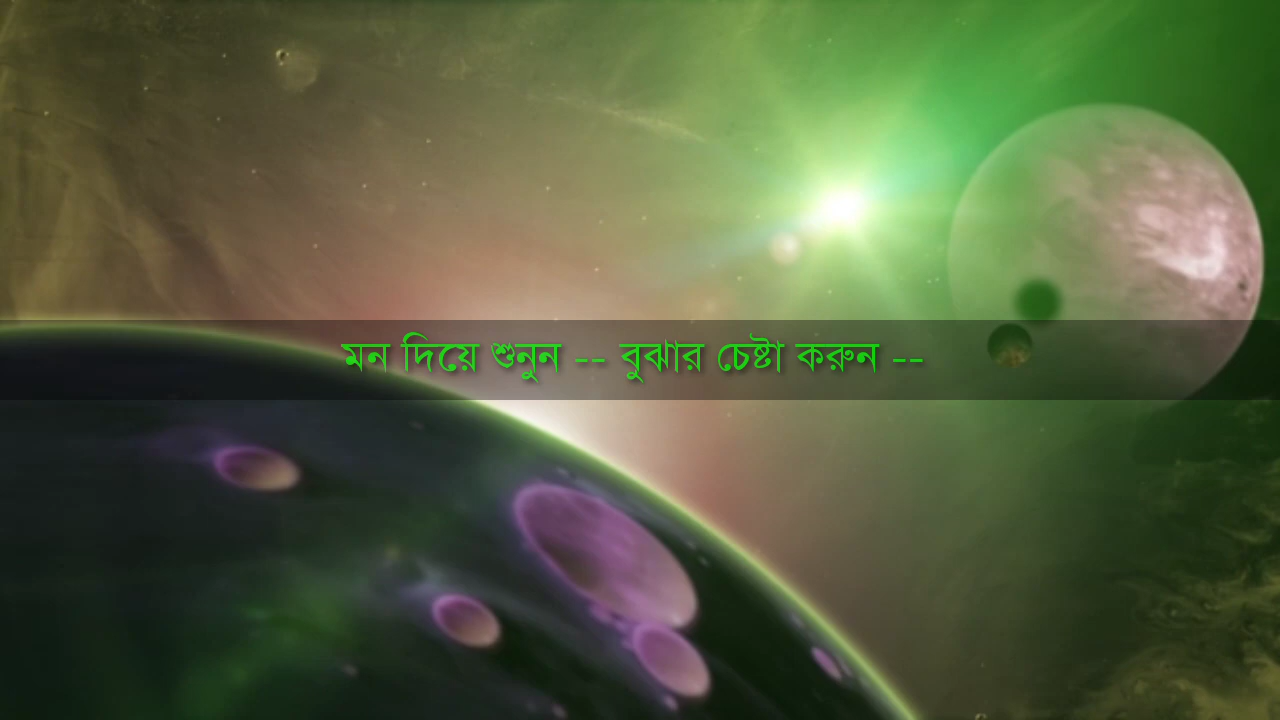 মন দিয়ে শুনুন -- বুঝার চেষ্টা করুন --